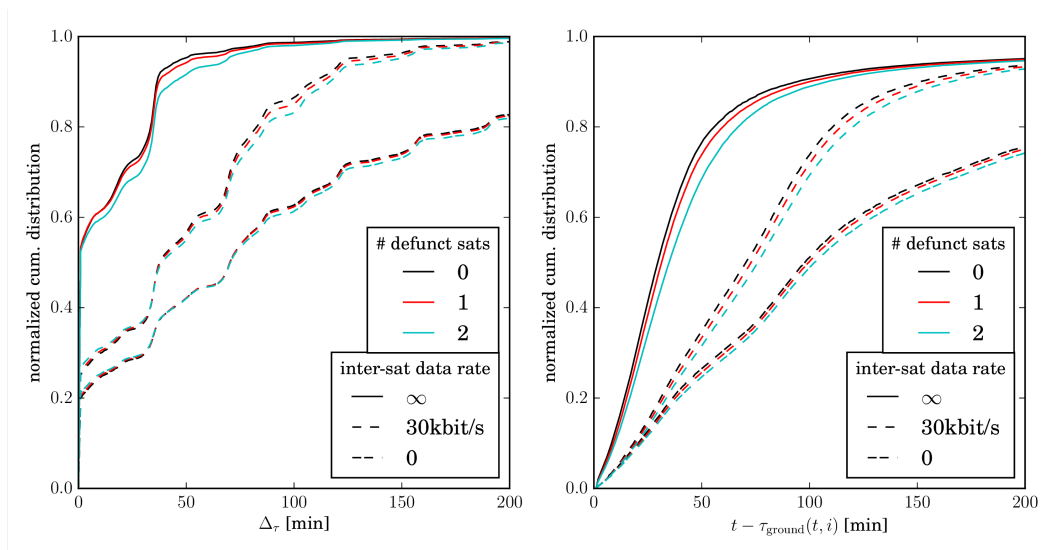 1.0
0.8
0.6
0.4
0.2
0.0
normalized cum. distribution
# defunct sats
0
1
2
inter-sat data rate
∞
30kbit/s
0
0 50 100 150 200
Δτ [min]
1.0
0.8
0.6
0.4
0.2
0.0
normalized cum. distribution
# defunct sats
0
1
2
inter-sat data rate
∞
30kbit/s
0
0 50 100 150 200
t − τground(t, i) [min]